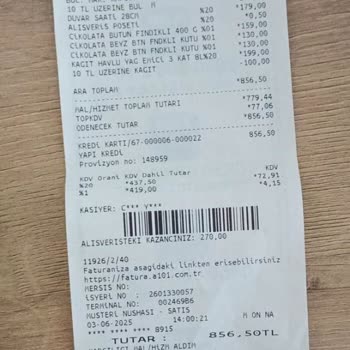 10 TL UZERINE BUL M %20 *179,00
DUVAR SAATI 28CM %20 *0,50
ALISVERIS POSETI
CIKOLATA BUTUN FINDIKLI 400 G %01 *159,00
CIKOLATA BEYZ BTN FNDKLI KUTU %01 *130,00
CIKOLATA BEYZ BTN FNDKLI KUTU %01 *130,00
KAGIT HAVLU YAG EMICI 3 KAT 8L %20 *199,00
10 TL UZERINE KAGIT -100,00
ARA TOPLAM *856,50
MAL/HIZMET TOPLAM TUTARI *779,44
TOPKDV *77,06
ODENECEK TUTAR *856,50
KREDI KARTI/67-000006-000022 856,50
YAPI KREDI
Provizyon no: 148959
KDV Orani KDV Dahil Tutar KDV
%20 *437,50 *72,91
%1 *419,00 *4,15
KASIYER: C*** Y***
ALISVERISTEKI KAZANCINIZ: 270,00
11926/2/40
Faturaniza asagidaki linkten erisebilirsiniz
https://fatura.a101.com.tr
MERSIS NO:
ISYERI NO : 2601330057
TERMINAL NO: 00246986
MUSTERI NUSHASI - SATIS
03-06-2025 14:00:21 M ON NA
**** **** **** 8915
TUTAR : 856,50TL